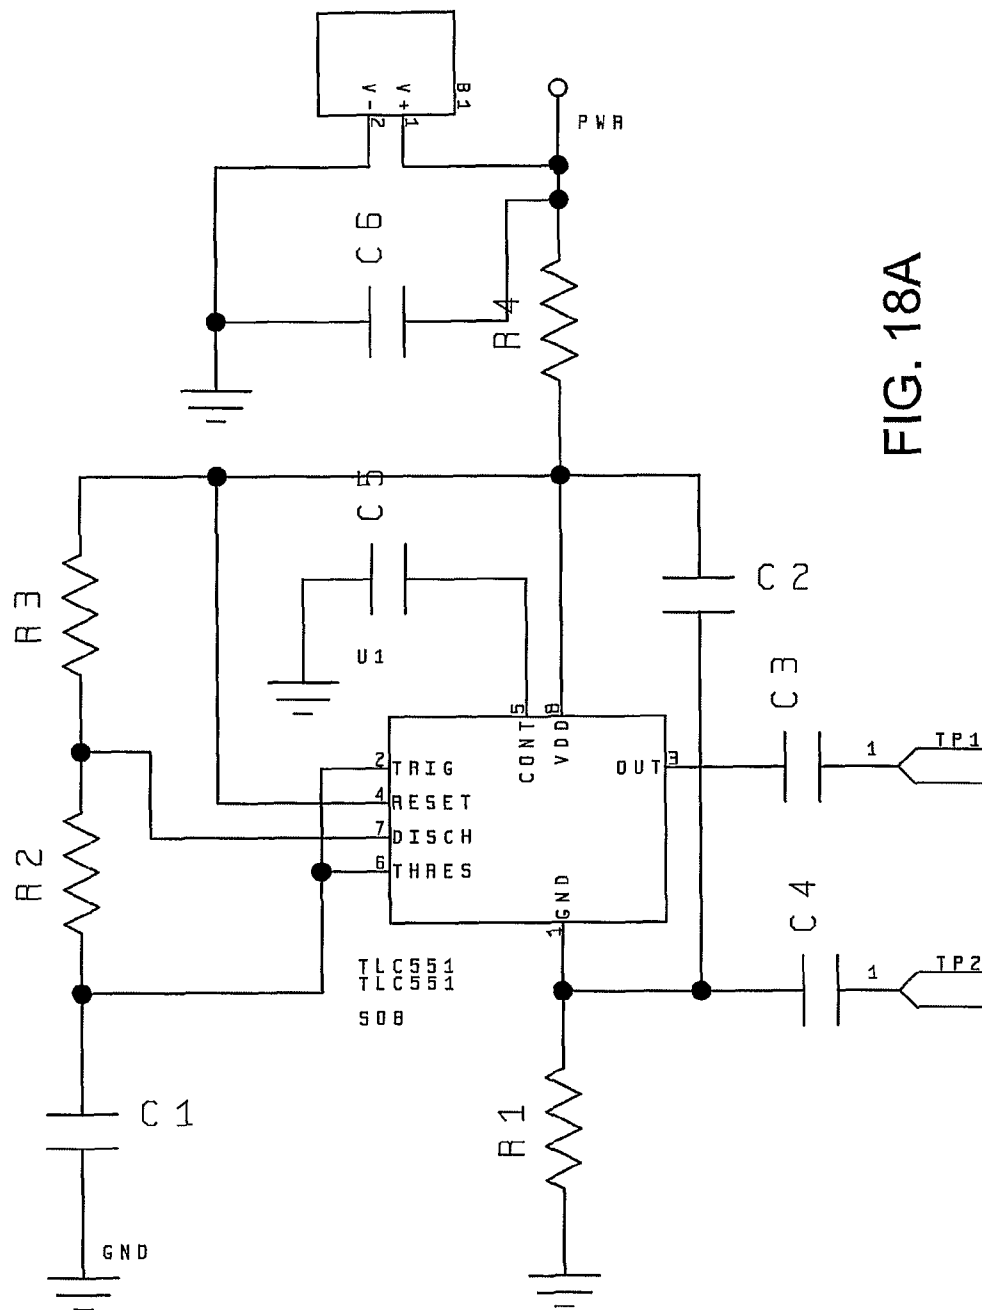 V -
V +
B1
2
1
PWR
C6
R4
FIG. 18A
C5
C2
R3
U1
C3
5
8
CONT
VDD
2
TRIG
OUT
3
1
TP1
4
RESET
7
DISCH
6
THRES
R2
GND
1
C4
TLC551
TLC551
SO8
1
TP2
C1
R1
GND